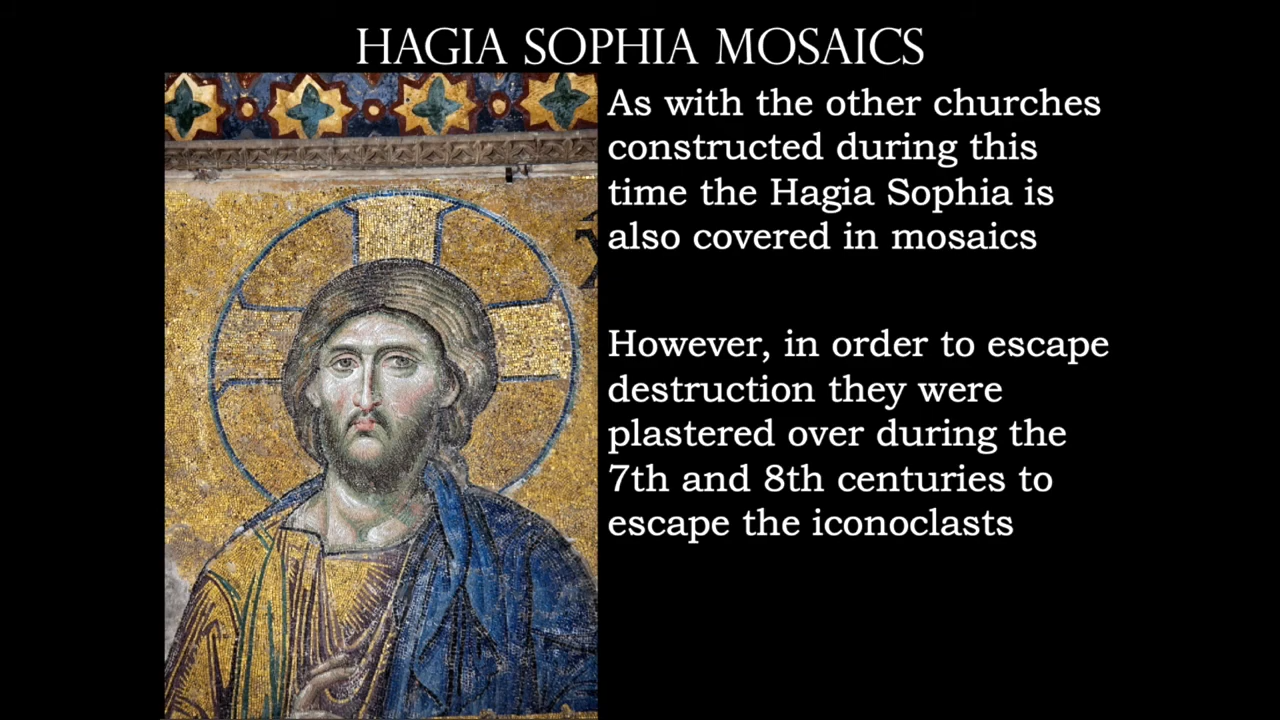 HAGIA SOPHIA MOSAICS
As with the other churches
constructed during this
time the Hagia Sophia is
also covered in mosaics
However, in order to escape
destruction they were
plastered over during the
7th and 8th centuries to
escape the iconoclasts